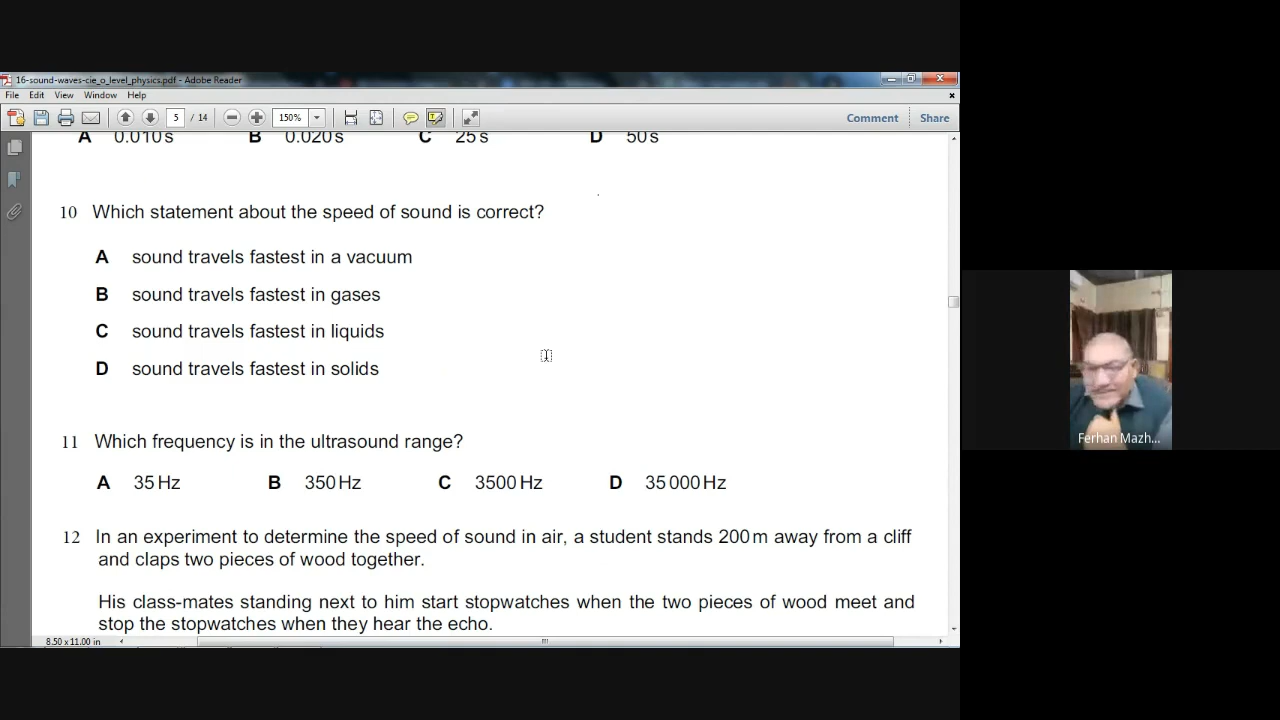 16-sound-waves-cie_o_level_physics.pdf - Adobe Reader
File Edit View Window Help
5 / 14 150% Comment Share
A 0.010 s B 0.020 s C 25 s D 50 s
10 Which statement about the speed of sound is correct?
A sound travels fastest in a vacuum
B sound travels fastest in gases
C sound travels fastest in liquids
D sound travels fastest in solids
11 Which frequency is in the ultrasound range?
A 35 Hz B 350 Hz C 3500 Hz D 35 000 Hz
12 In an experiment to determine the speed of sound in air, a student stands 200 m away from a cliff
and claps two pieces of wood together.
His class-mates standing next to him start stopwatches when the two pieces of wood meet and
stop the stopwatches when they hear the echo.
8.50 x 11.00 in
Ferhan Mazh...